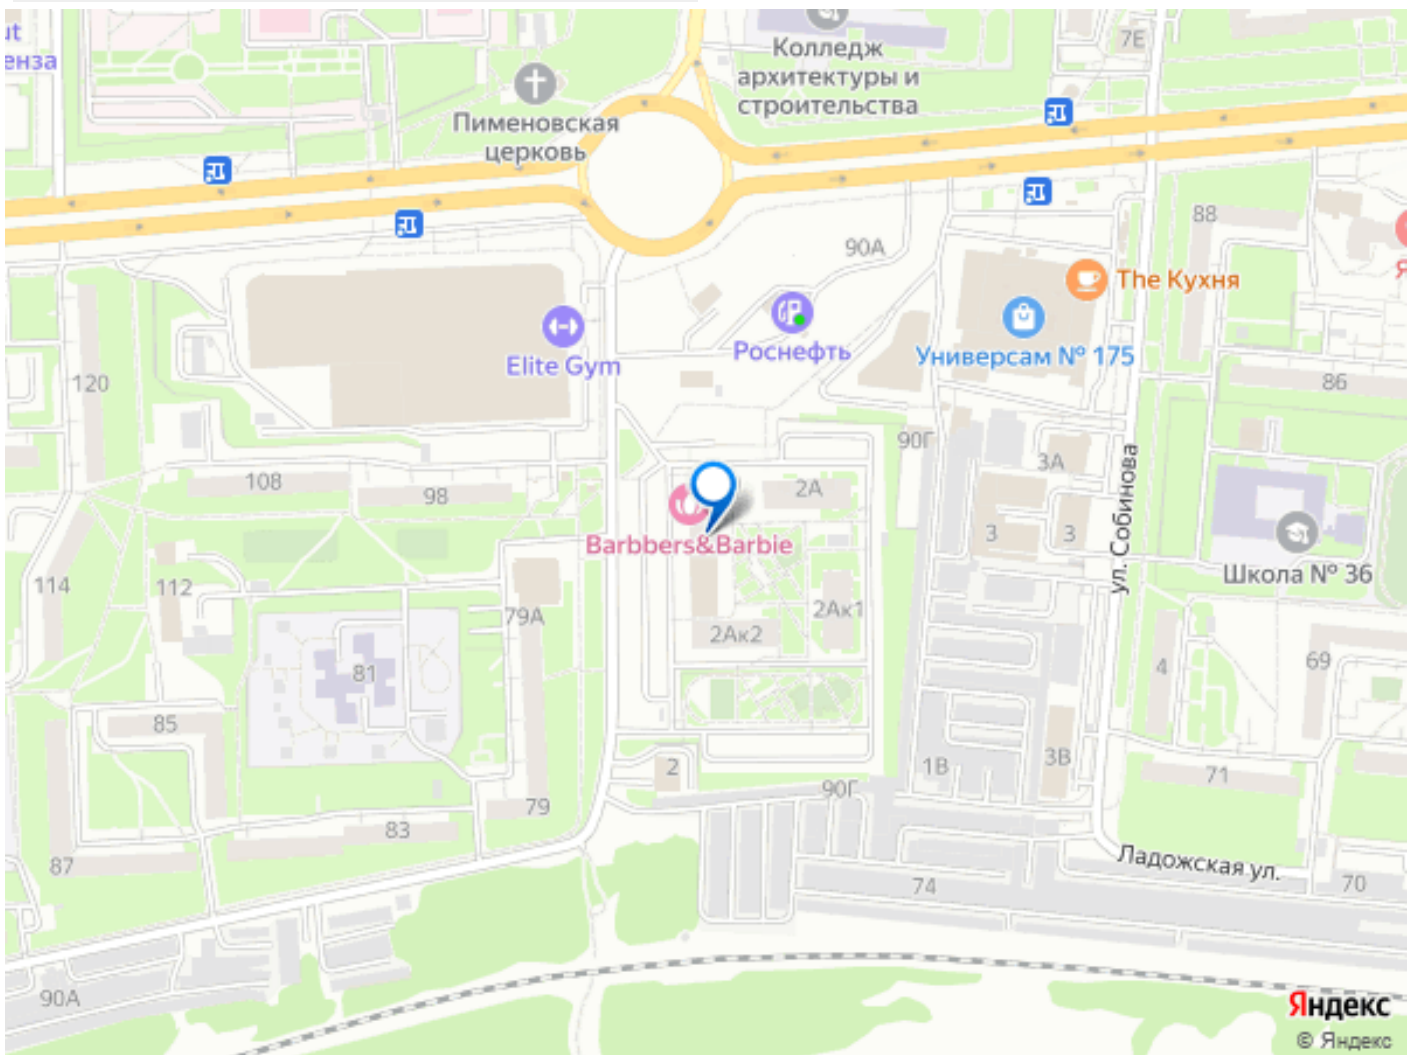 ut
енза
7Е
Колледж
архитектуры и
строительства
Пименовская
церковь
88
90А
The Кухня
Я
Elite Gym
Роснефть
Универсам № 175
120
86
90Г
3А
ул. Собинова
108
98
2А
Barbbers&Barbie
3
3
Школа № 36
114
112
79А
2Ак1
2Ак2
81
4
69
85
2
1В
3В
71
90Г
79
83
87
Ладожская ул.
74
70
90А
Яндекс
© Яндекс